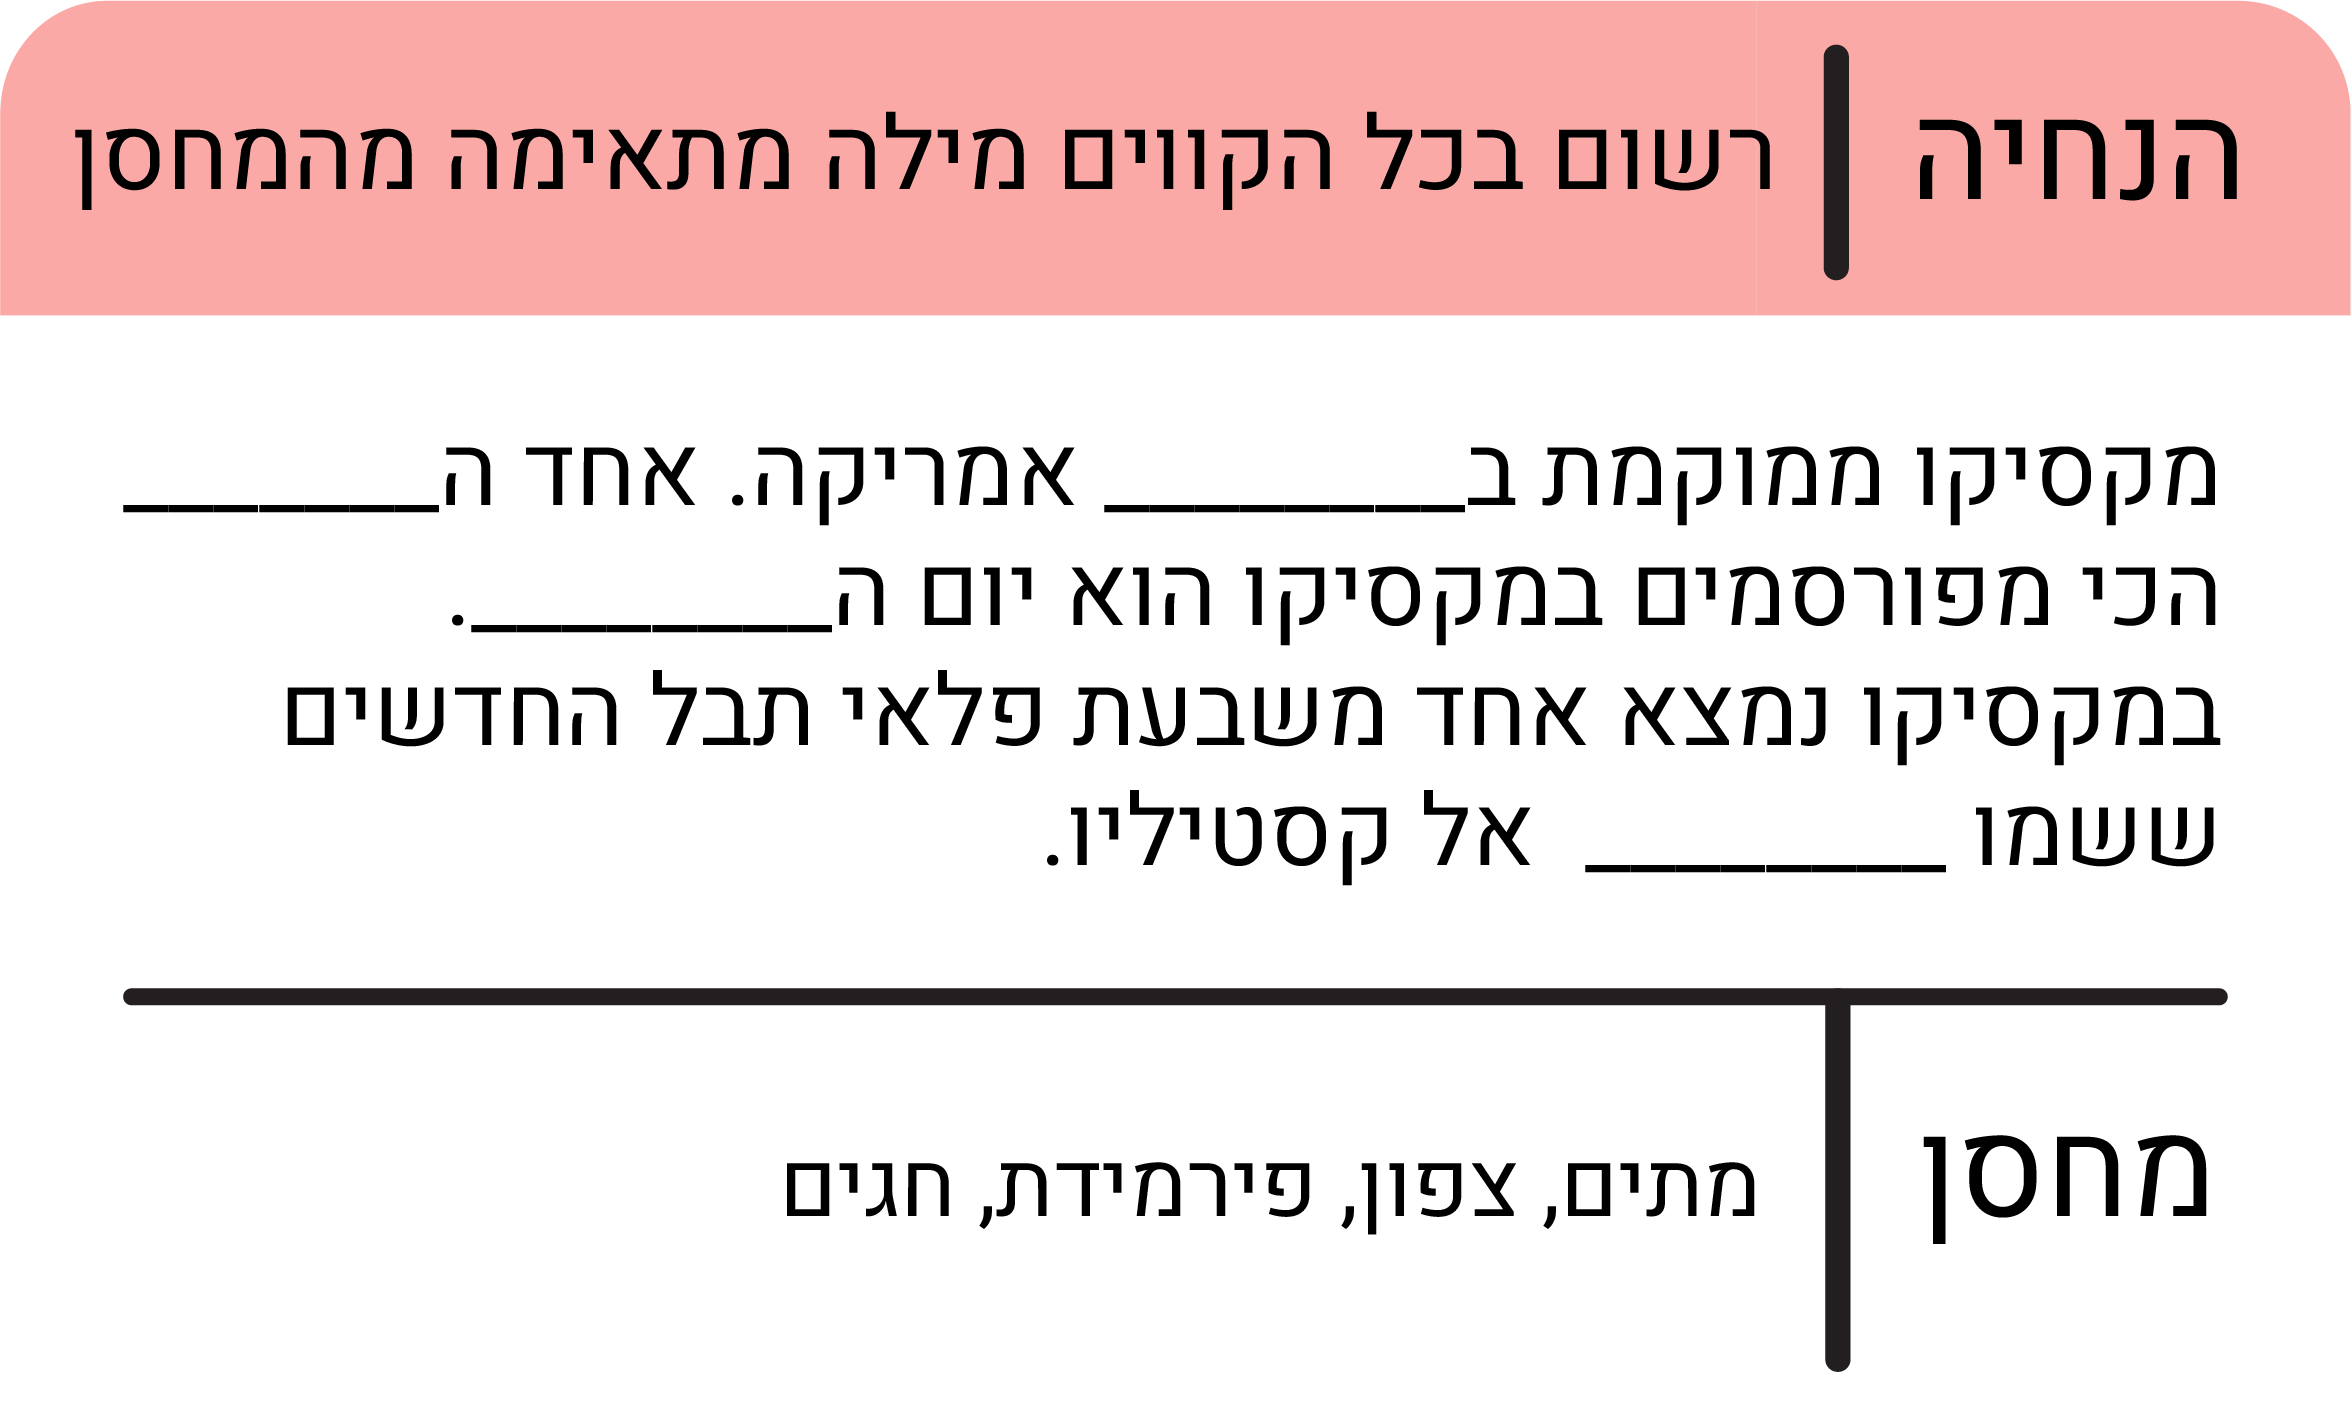 הנחיה
רשום בכל הקווים מילה מתאימה מהמחסן
מקסיקו ממוקמת ב________ אמריקה. אחד ה_______
הכי מפורסמים במקסיקו הוא יום ה________.
במקסיקו נמצא אחד משבעת פלאי תבל החדשים
ששמו ________ אל קסטיליו.
מחסן
מתים, צפון, פירמידת, חגים